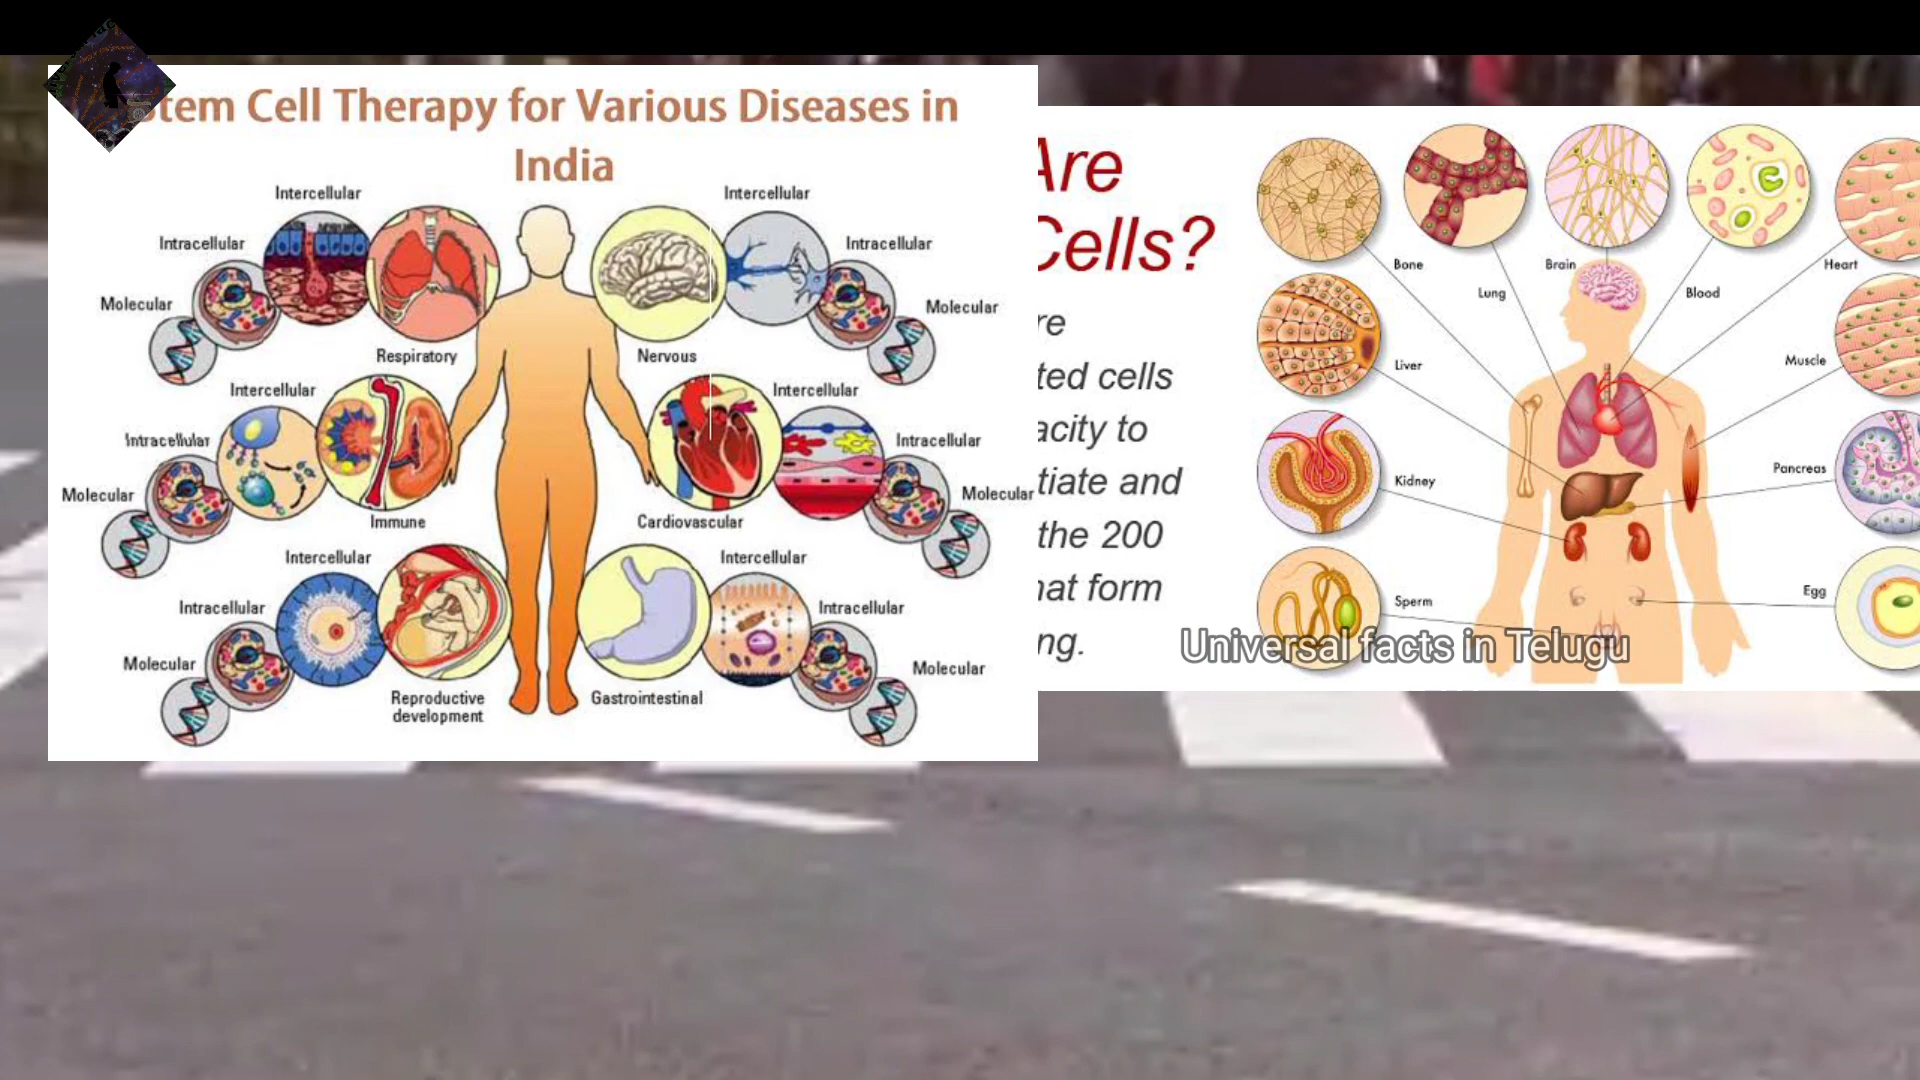 tem Cell Therapy for Various Diseases in
India
Intercellular
Intercellular
Intracellular
Intracellular
Molecular
Molecular
Respiratory
Nervous
Intercellular
Intercellular
Intracellular
Intracellular
Molecular
Molecular
Immune
Cardiovascular
Intercellular
Intercellular
Intracellular
Intracellular
Molecular
Molecular
Reproductive
development
Gastrointestinal
Are
Cells?
re
ted cells
acity to
tiate and
the 200
hat form
ng.
Bone
Lung
Brain
Blood
Heart
Liver
Muscle
Kidney
Pancreas
Sperm
Egg
Universal facts in Telugu